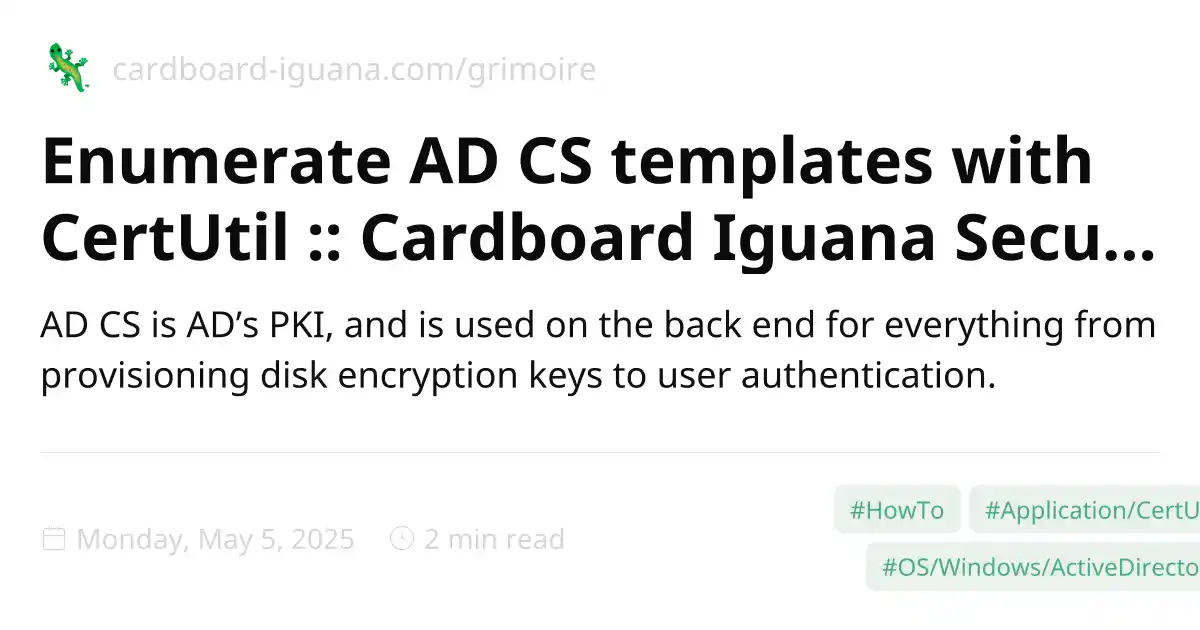 cardboard-iguana.com/grimoire
Enumerate AD CS templates with
CertUtil :: Cardboard Iguana Secu...
AD CS is AD’s PKI, and is used on the back end for everything from
provisioning disk encryption keys to user authentication.
Monday, May 5, 2025 2 min read
#HowTo #Application/CertU
#OS/Windows/ActiveDirecto